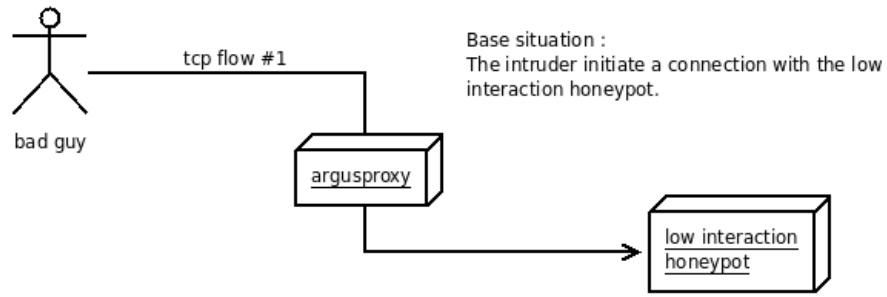 tcp flow #1
Base situation :
The intruder initiate a connection with the low
interaction honeypot.
bad guy
argusproxy
low interaction
honeypot